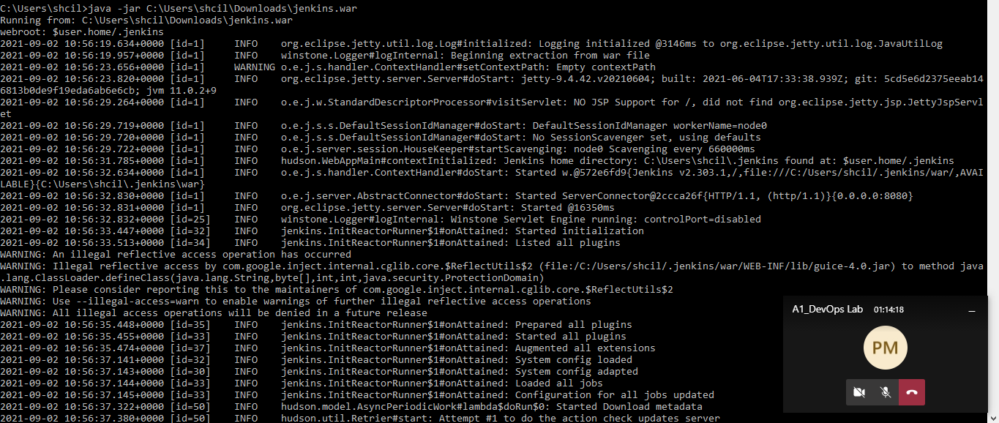 C:\Users\shcil>java -jar C:\Users\shcil\Downloads\jenkins.war
Running from: C:\Users\shcil\Downloads\jenkins.war
webroot: $user.home/.jenkins
2021-09-02 10:56:19.634+0000 [id=1]     INFO    org.eclipse.jetty.util.log.Log#initialized: Logging initialized @3146ms to org.eclipse.jetty.util.log.JavaUtilLog
2021-09-02 10:56:19.957+0000 [id=1]     INFO    winstone.Logger#logInternal: Beginning extraction from war file
2021-09-02 10:56:23.656+0000 [id=1]     WARNING o.e.j.s.handler.ContextHandler#setContextPath: Empty contextPath
2021-09-02 10:56:23.820+0000 [id=1]     INFO    org.eclipse.jetty.server.Server#doStart: jetty-9.4.42.v20210604; built: 2021-06-04T17:33:38.939Z; git: 5cd5e6d2375eeab14
6813b0de9f19eda6ab6e6cb; jvm 11.0.2+9
2021-09-02 10:56:29.264+0000 [id=1]     INFO    o.e.j.w.StandardDescriptorProcessor#visitServlet: NO JSP Support for /, did not find org.eclipse.jetty.jsp.JettyJspServl
et
2021-09-02 10:56:29.719+0000 [id=1]     INFO    o.e.j.s.s.DefaultSessionIdManager#doStart: DefaultSessionIdManager workerName=node0
2021-09-02 10:56:29.720+0000 [id=1]     INFO    o.e.j.s.s.DefaultSessionIdManager#doStart: No SessionScavenger set, using defaults
2021-09-02 10:56:29.722+0000 [id=1]     INFO    o.e.j.server.session.HouseKeeper#startScavenging: node0 Scavenging every 660000ms
2021-09-02 10:56:31.785+0000 [id=1]     INFO    hudson.WebAppMain#contextInitialized: Jenkins home directory: C:\Users\shcil\.jenkins found at: $user.home/.jenkins
2021-09-02 10:56:32.634+0000 [id=1]     INFO    o.e.j.s.handler.ContextHandler#doStart: Started w.@572e6fd9{Jenkins v2.303.1,/,file:///C:/Users/shcil/.jenkins/war/,AVAI
LABLE}{C:\Users\shcil\.jenkins\war}
2021-09-02 10:56:32.830+0000 [id=1]     INFO    o.e.j.server.AbstractConnector#doStart: Started ServerConnector@2ccca26f{HTTP/1.1, (http/1.1)}{0.0.0.0:8080}
2021-09-02 10:56:32.831+0000 [id=1]     INFO    org.eclipse.jetty.server.Server#doStart: Started @16350ms
2021-09-02 10:56:32.832+0000 [id=25]    INFO    winstone.Logger#logInternal: Winstone Servlet Engine running: controlPort=disabled
2021-09-02 10:56:33.447+0000 [id=32]    INFO    jenkins.InitReactorRunner$1#onAttained: Started initialization
2021-09-02 10:56:33.513+0000 [id=34]    INFO    jenkins.InitReactorRunner$1#onAttained: Listed all plugins
WARNING: An illegal reflective access operation has occurred
WARNING: Illegal reflective access by com.google.inject.internal.cglib.core.$ReflectUtils$2 (file:/C:/Users/shcil/.jenkins/war/WEB-INF/lib/guice-4.0.jar) to method java
.lang.ClassLoader.defineClass(java.lang.String,byte[],int,int,java.security.ProtectionDomain)
WARNING: Please consider reporting this to the maintainers of com.google.inject.internal.cglib.core.$ReflectUtils$2
WARNING: Use --illegal-access=warn to enable warnings of further illegal reflective access operations
WARNING: All illegal access operations will be denied in a future release
2021-09-02 10:56:35.448+0000 [id=35]    INFO    jenkins.InitReactorRunner$1#onAttained: Prepared all plugins
2021-09-02 10:56:35.455+0000 [id=33]    INFO    jenkins.InitReactorRunner$1#onAttained: Started all plugins
2021-09-02 10:56:35.474+0000 [id=37]    INFO    jenkins.InitReactorRunner$1#onAttained: Augmented all extensions
2021-09-02 10:56:37.141+0000 [id=32]    INFO    jenkins.InitReactorRunner$1#onAttained: System config loaded
2021-09-02 10:56:37.143+0000 [id=30]    INFO    jenkins.InitReactorRunner$1#onAttained: System config adapted
2021-09-02 10:56:37.144+0000 [id=33]    INFO    jenkins.InitReactorRunner$1#onAttained: Loaded all jobs
2021-09-02 10:56:37.145+0000 [id=33]    INFO    jenkins.InitReactorRunner$1#onAttained: Configuration for all jobs updated
2021-09-02 10:56:37.322+0000 [id=50]    INFO    hudson.model.AsyncPeriodicWork#lambda$doRun$0: Started Download metadata
2021-09-02 10:56:37.380+0000 [id=50]    INFO    hudson.util.Retrier#start: Attempt #1 to do the action check updates server
A1_DevOps Lab 01:14:18
PM